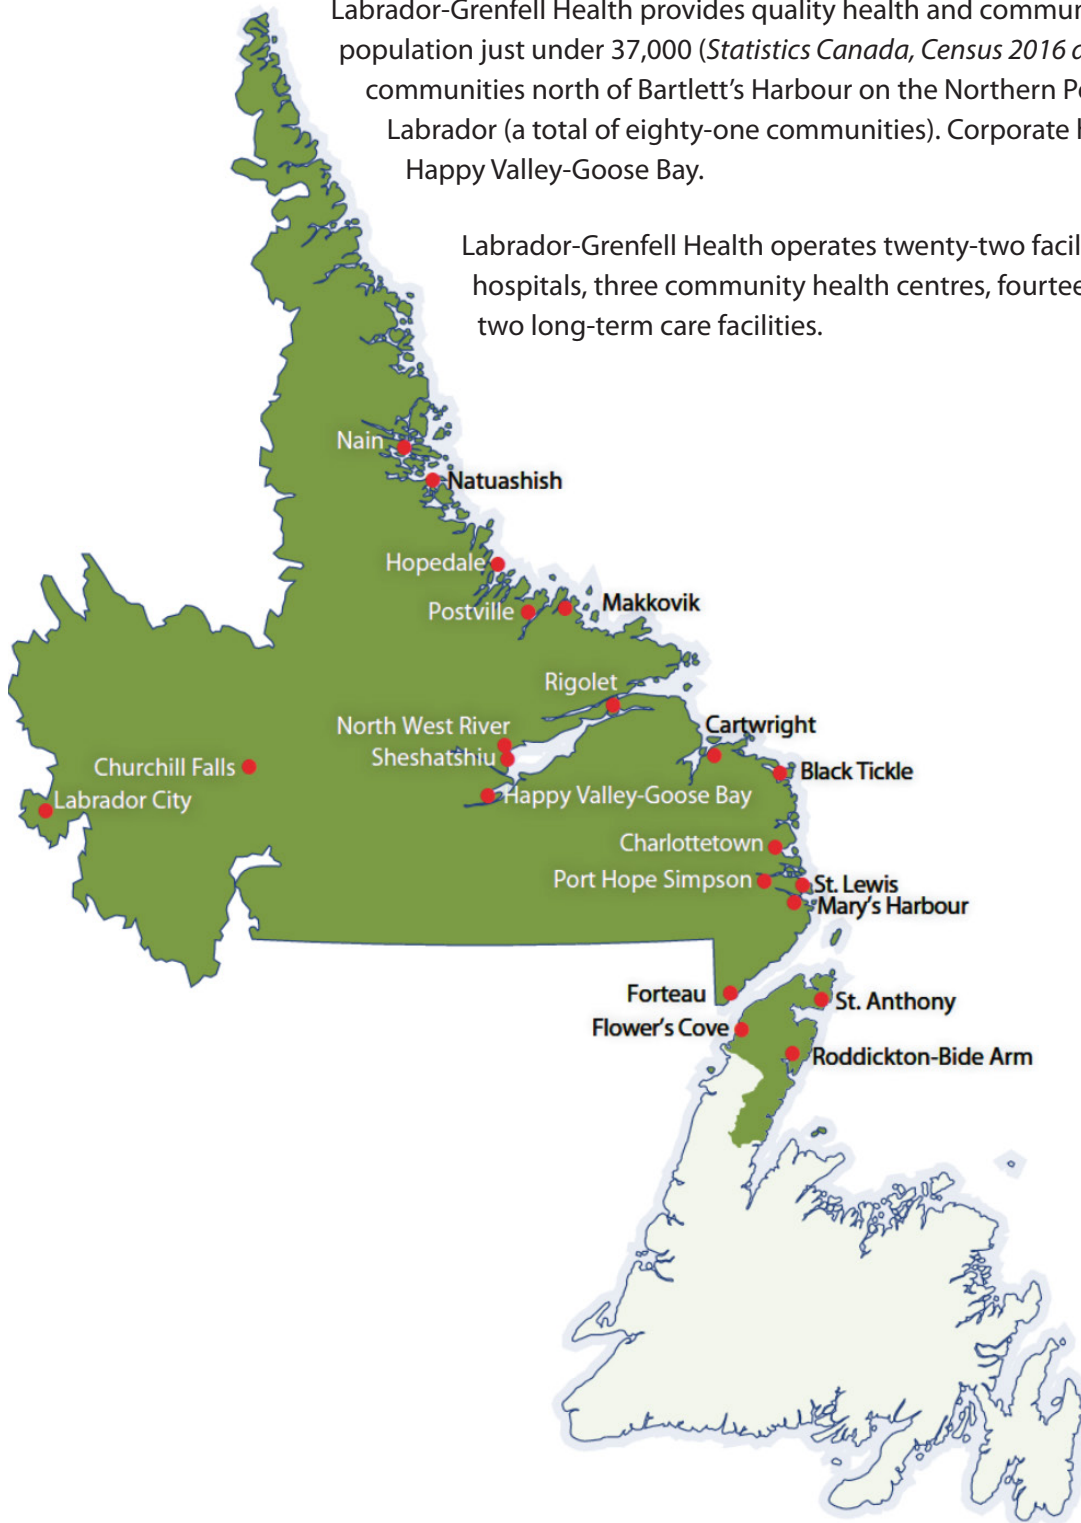 Labrador-Grenfell Health provides quality health and commun
population just under 37,000 (Statistics Canada, Census 2016
communities north of Bartlett's Harbour on the Northern
Labrador (a total of eighty-one communities). Corporate
Happy Valley-Goose Bay.
Labrador-Grenfell Health operates twenty-two facil
hospitals, three community health centres, fourtee
two long-term care facilities.
Nain
Natuashish
Hopedale
Postville
Makkovik
Rigolet
North West River
Sheshatshiu
Cartwright
Churchill Falls
Black Tickle
Labrador City
Happy Valley-Goose Bay
Charlottetown
Port Hope Simpson
St. Lewis
Mary's Harbour
Forteau
St. Anthony
Flower's Cove
Roddickton-Bide Arm